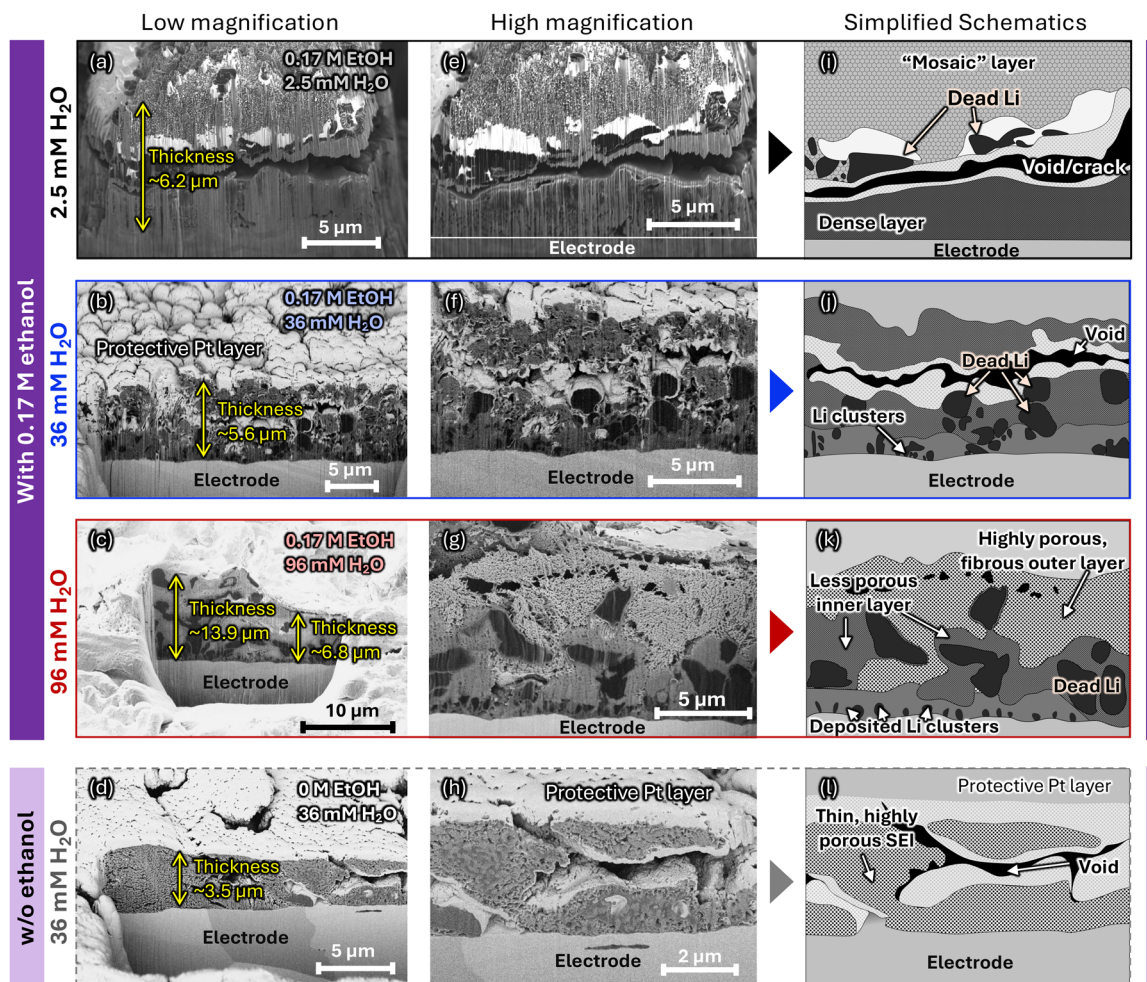 Low magnification
High magnification
Simplified Schematics
With 0.17 M ethanol
2.5 mM H₂O
(a)
0.17 M EtOH
2.5 mM H₂O
Thickness
~6.2 µm
5 µm
(e)
5 µm
Electrode
(i)
“Mosaic” layer
Dead Li
Void/crack
Dense layer
Electrode
36 mM H₂O
(b)
0.17 M EtOH
36 mM H₂O
Protective Pt layer
Thickness
~5.6 µm
Electrode
5 µm
(f)
5 µm
(j)
Void
Dead Li
Li clusters
Electrode
96 mM H₂O
(c)
0.17 M EtOH
96 mM H₂O
Thickness
~13.9 µm
Thickness
~6.8 µm
Electrode
10 µm
(g)
5 µm
Electrode
(k)
Highly porous,
fibrous outer layer
Less porous
inner layer
Dead Li
Deposited Li clusters
w/o ethanol
36 mM H₂O
(d)
0 M EtOH
36 mM H₂O
Thickness
~3.5 µm
Electrode
5 µm
(h)
Protective Pt layer
2 µm
(l)
Protective Pt layer
Thin, highly
porous SEI
Void
Electrode